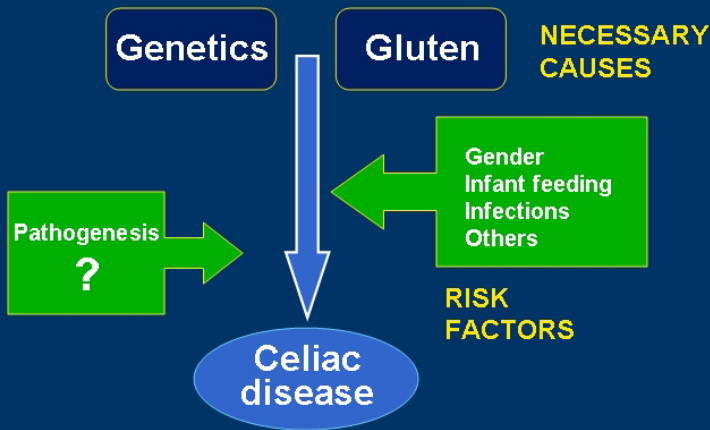 Genetics
Gluten
NECESSARY
CAUSES
Gender
Infant feeding
Infections
Others
Pathogenesis
?
RISK
FACTORS
Celiac
disease